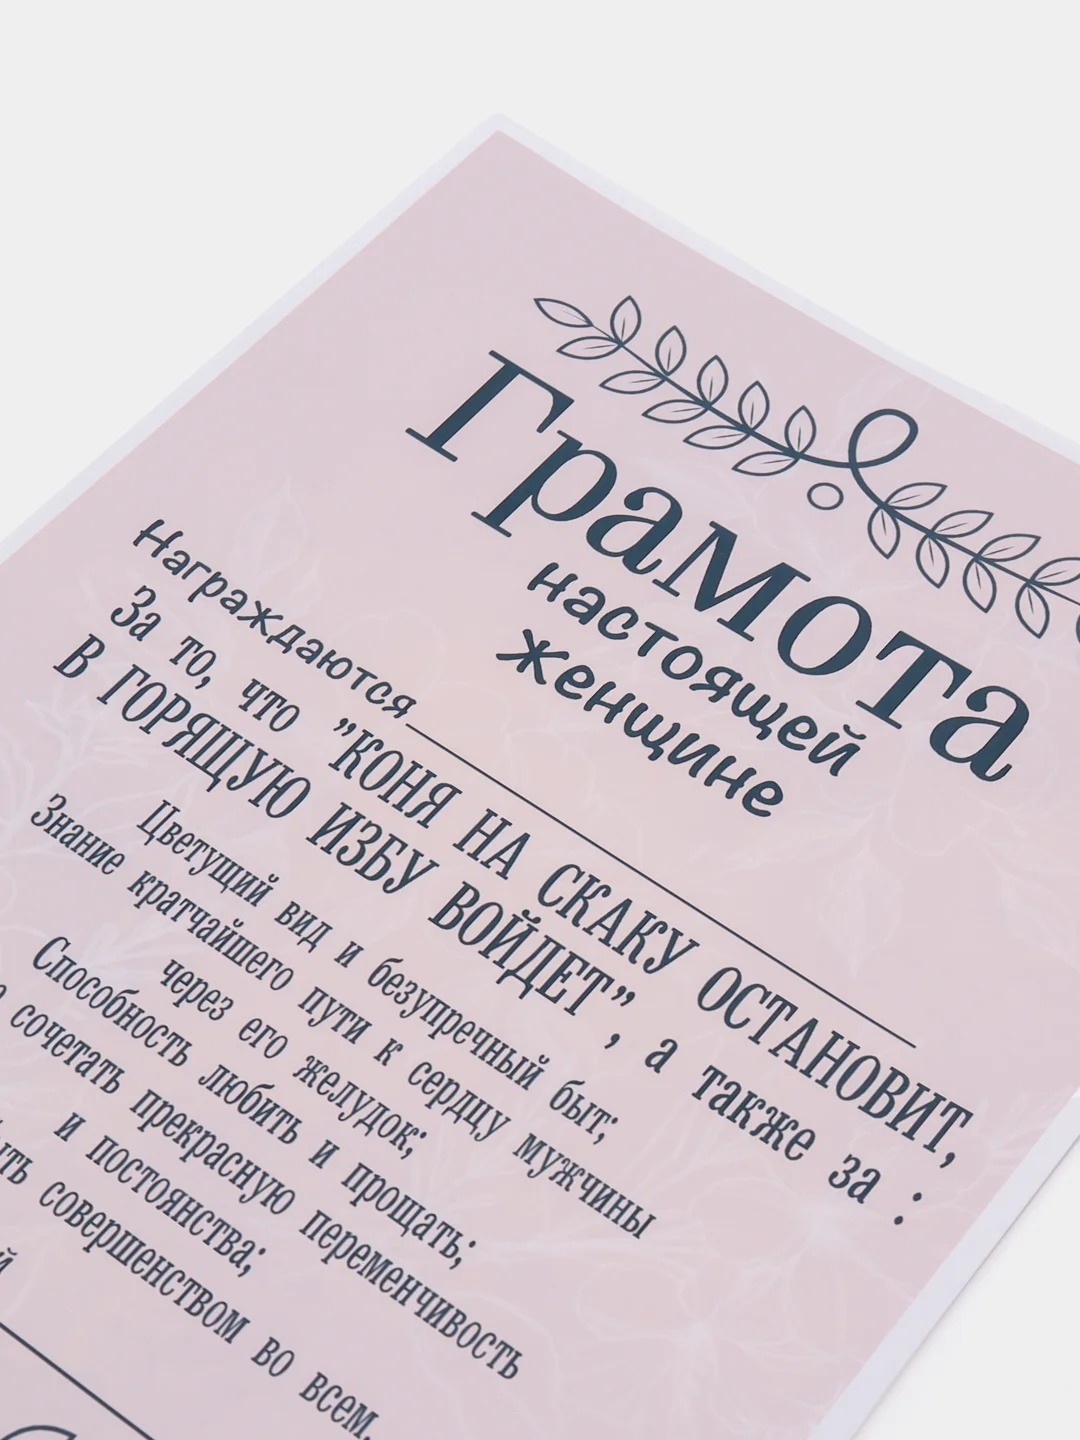 Грамота
настоящей
женщине
Награждаются
За то, что "КОНЯ НА СКАКУ ОСТАНОВИТ,
В ГОРЯЩУЮ ИЗБУ ВОЙДЕТ", а также за :
Цветущий вид и безупречный быт;
Знание кратчайшего пути к сердцу мужчины
через его желудок;
Способность любить и прощать;
сочетать прекрасную переменчивость
и постоянства;
совершенством во всем.